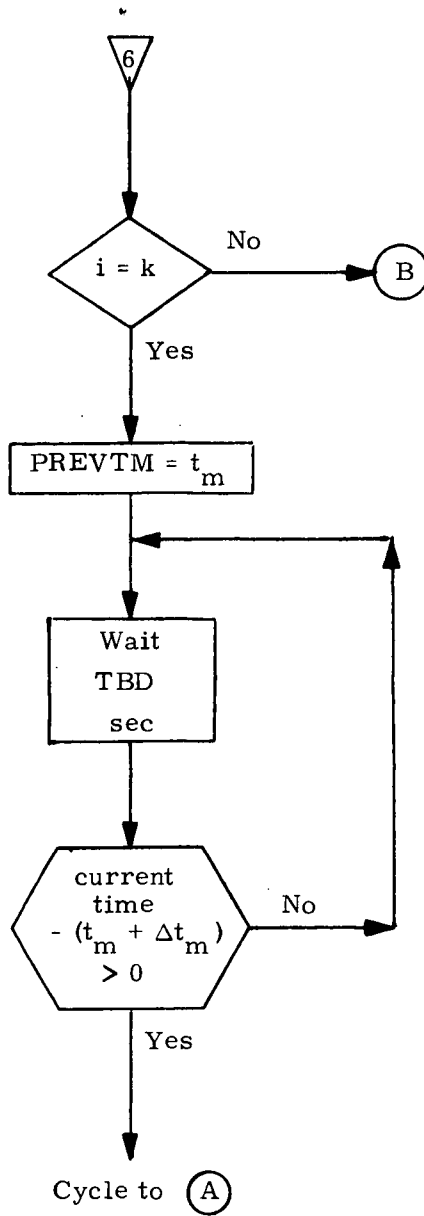 6
i = k
No
B
Yes
PREVTM = t_m
Wait
TBD
sec
current
time
- (t_m + Δt_m)
> 0
No
Yes
Cycle to A